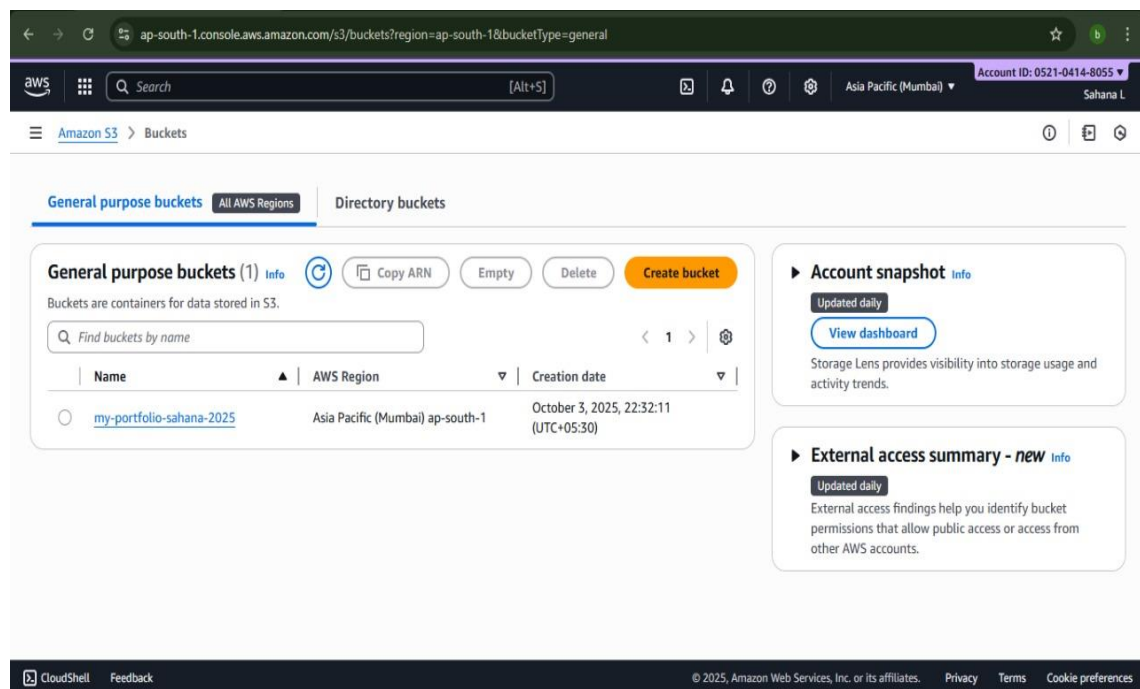 ap-south-1.console.aws.amazon.com/s3/buckets?region=ap-south-1&bucketType=general
b
aws
Search
[Alt+S]
Asia Pacific (Mumbai)
Account ID: 0521-0414-8055
Sahana L
Amazon S3 > Buckets
General purpose buckets All AWS Regions Directory buckets
General purpose buckets (1) Info
Copy ARN Empty Delete Create bucket
Buckets are containers for data stored in S3.
Find buckets by name
< 1 >
Name AWS Region Creation date
my-portfolio-sahana-2025 Asia Pacific (Mumbai) ap-south-1 October 3, 2025, 22:32:11
(UTC+05:30)
Account snapshot Info
Updated daily
View dashboard
Storage Lens provides visibility into storage usage and
activity trends.
External access summary - new Info
Updated daily
External access findings help you identify bucket
permissions that allow public access or access from
other AWS accounts.
CloudShell Feedback © 2025, Amazon Web Services, Inc. or its affiliates. Privacy Terms Cookie preferences